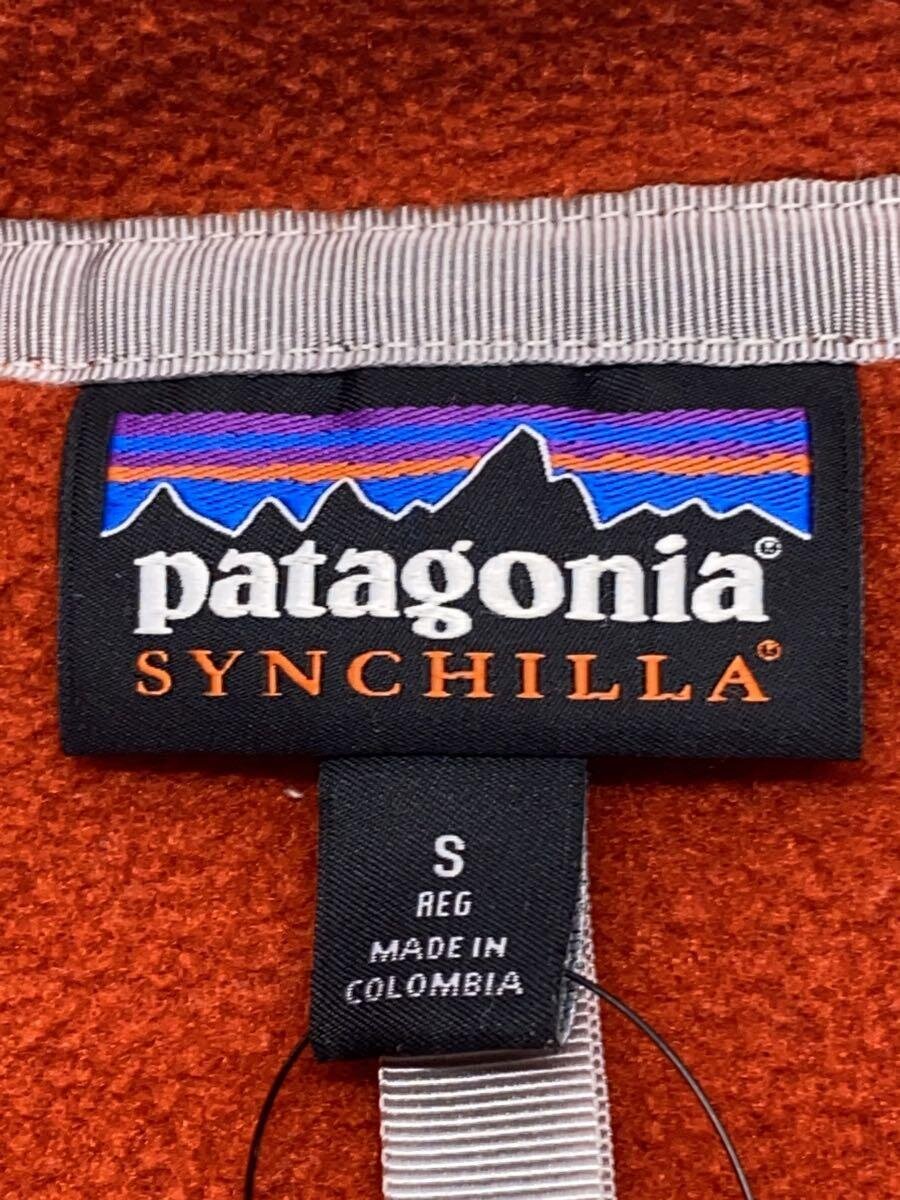 patagonia®
SYNCHILLA®
S
REG
MADE IN
COLOMBIA